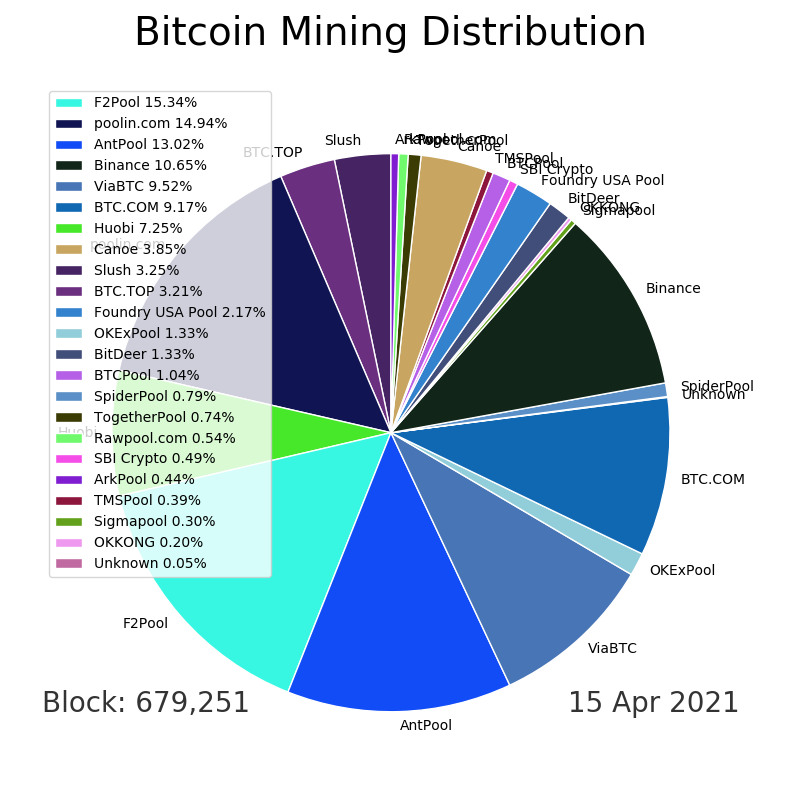 Bitcoin Mining Distribution
F2Pool 15.34%
poolin.com 14.94%
AntPool 13.02%
Binance 10.65%
ViaBTC 9.52%
BTC.COM 9.17%
Huobi 7.25%
Canoe 3.85%
Slush 3.25%
BTC.TOP 3.21%
Foundry USA Pool 2.17%
OKExPool 1.33%
BitDeer 1.33%
BTCPool 1.04%
SpiderPool 0.79%
TogetherPool 0.74%
Rawpool.com 0.54%
SBI Crypto 0.49%
ArkPool 0.44%
TMSPool 0.39%
Sigmapool 0.30%
OKKONG 0.20%
Unknown 0.05%
BTC.TOP
Slush
ArkPool
Rawpool.com
TogetherPool
Canoe
TMSPool
BTCPool
SBI Crypto
Foundry USA Pool
BitDeer
OKKONG
Sigmapool
Binance
SpiderPool
Unknown
BTC.COM
OKExPool
ViaBTC
AntPool
F2Pool
Huobi
poolin.com
Block: 679,251
15 Apr 2021